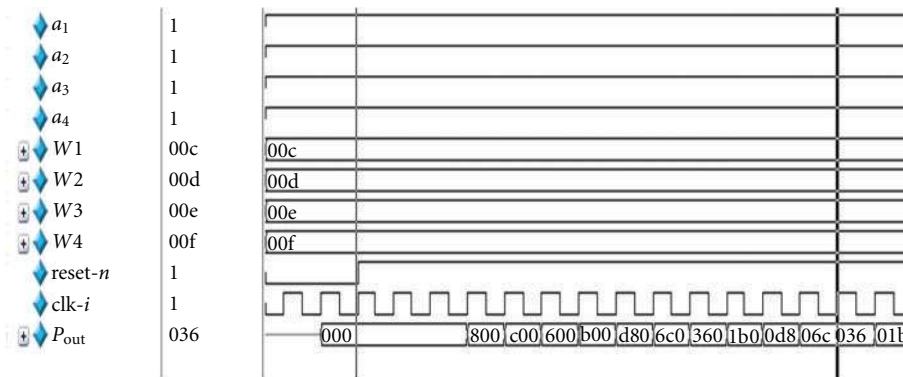 a1 1
a2 1
a3 1
a4 1
W1 00c 00c
W2 00d 00d
W3 00e 00e
W4 00f 00f
reset-n 1
clk-i 1
Pout 036 000 800 c00 600 b00 d80 6c0 360 1b0 0d8 06c 036 01b